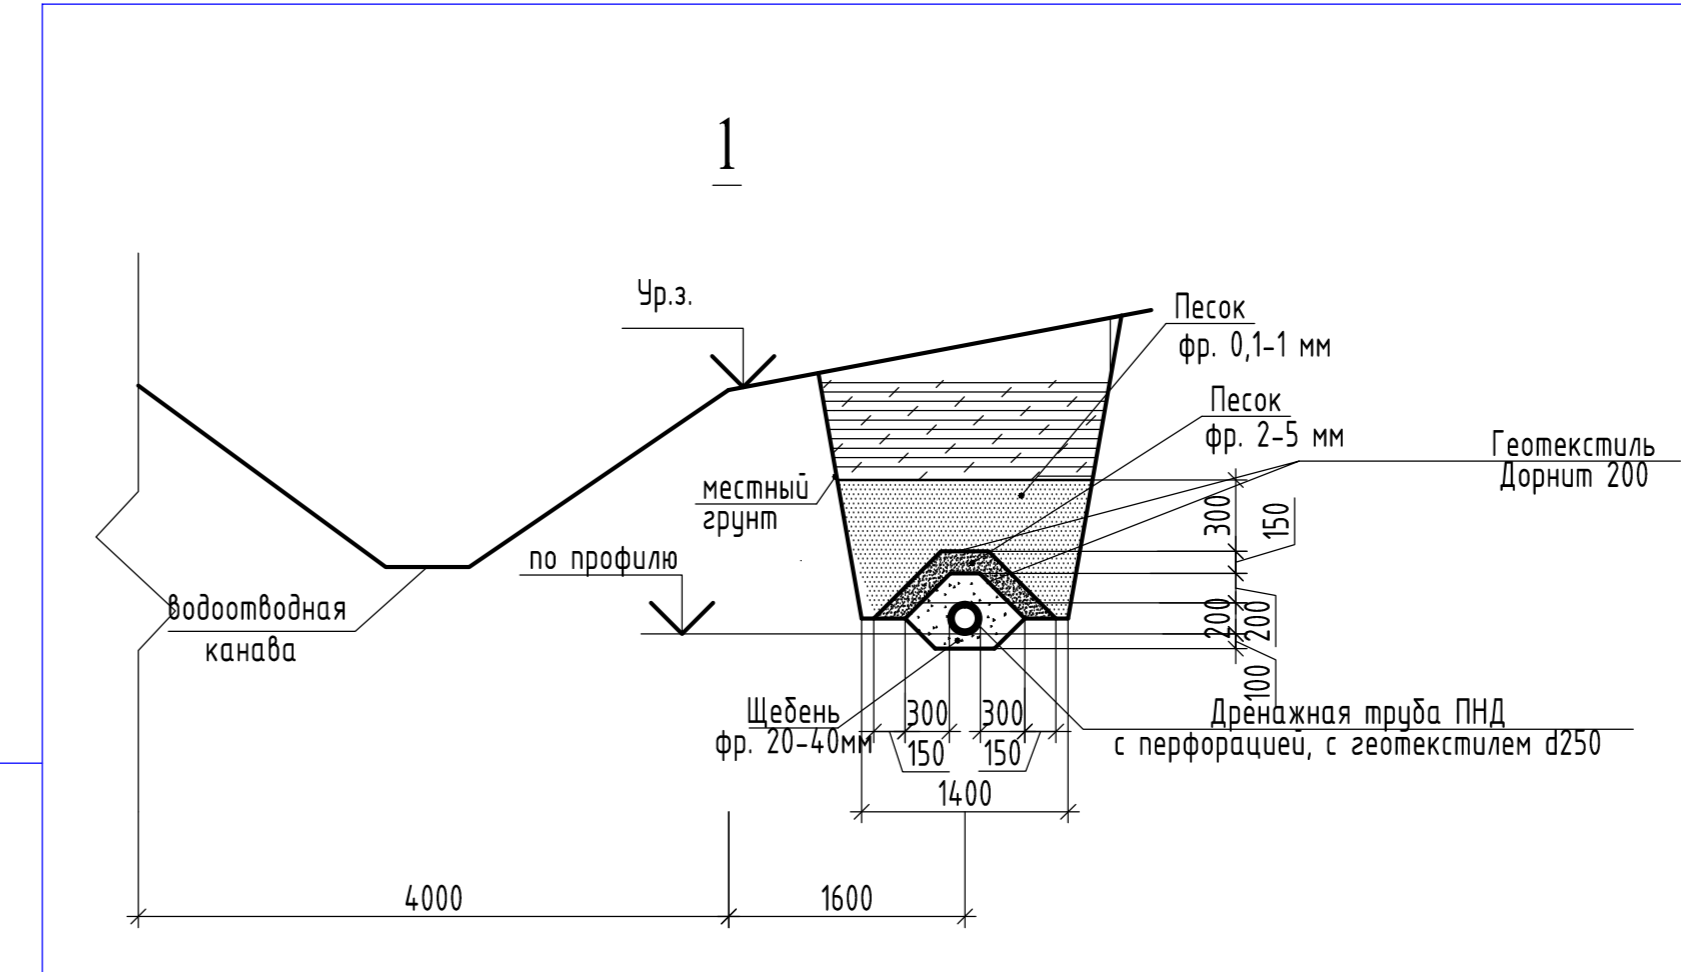 1
Ур.з.
Песок
фр. 0,1-1 мм
Песок
фр. 2-5 мм
Геотекстиль
Дорнит 200
местный
грунт
300
150
по профилю
водоотводная
канава
200
200
100
Щебень
фр. 20-40мм
300
300
150
150
Дренажная труба ПНД
с перфорацией, с геотекстилем d250
1400
4000
1600